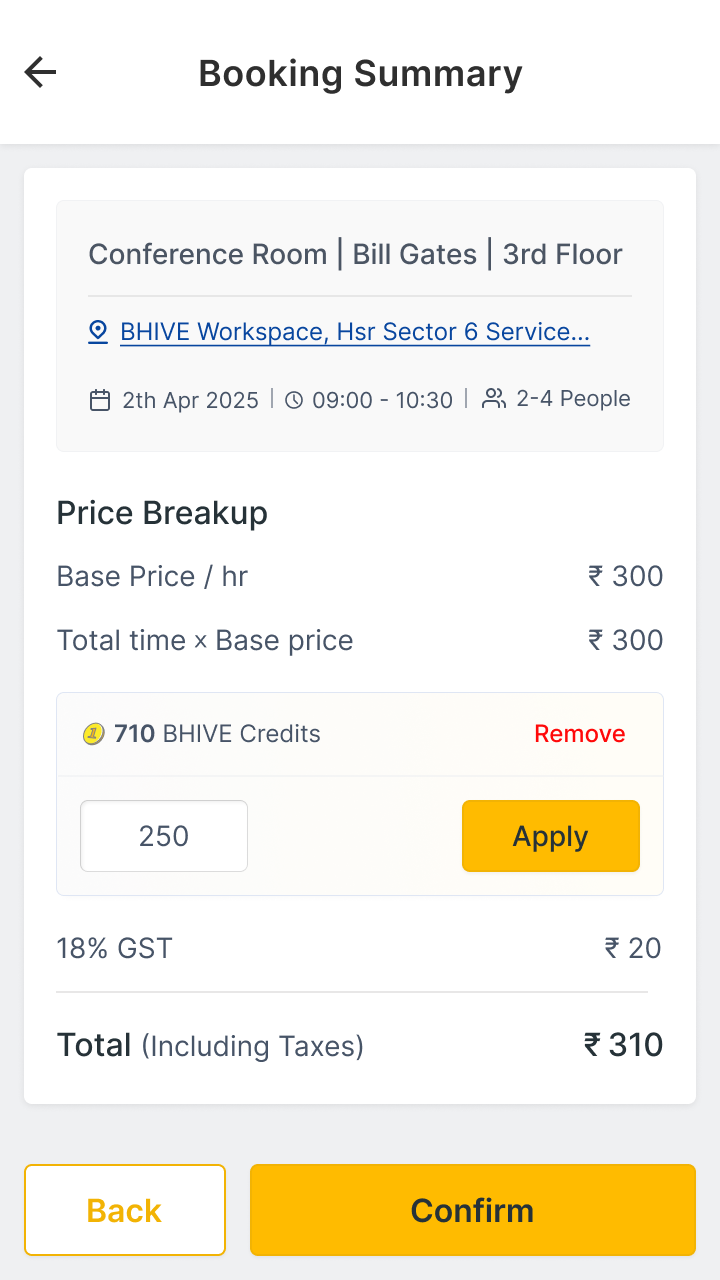 Booking Summary
Conference Room | Bill Gates | 3rd Floor
BHIVE Workspace, Hsr Sector 6 Service...
2th Apr 2025 | 09:00 - 10:30 | 2-4 People
Price Breakup
Base Price / hr ₹ 300
Total time × Base price ₹ 300
1 710 BHIVE Credits Remove
250 Apply
18% GST ₹ 20
Total (Including Taxes) ₹ 310
Back Confirm